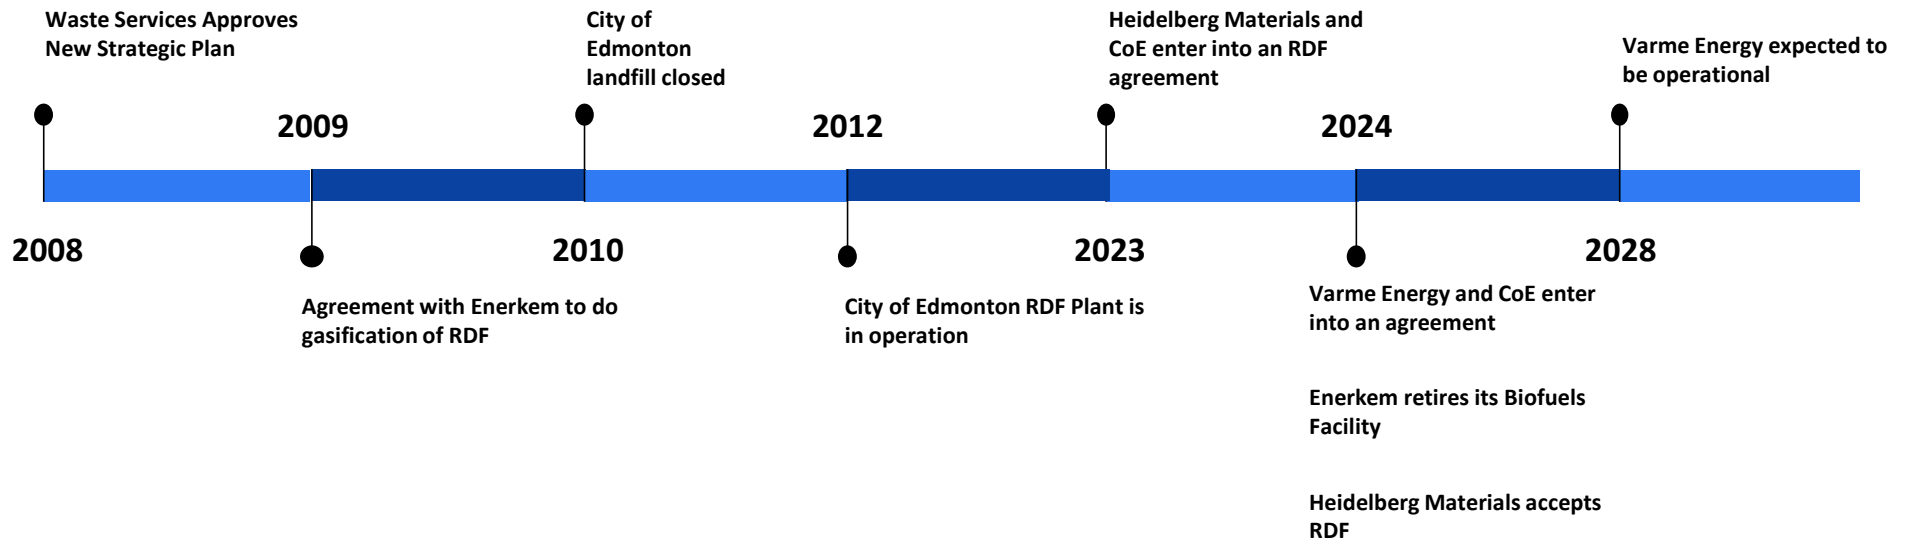 Waste Services Approves
New Strategic Plan
City of
Edmonton
landfill closed
Heidelberg Materials and
CoE enter into an RDF
agreement
Varme Energy expected to
be operational
2009
2012
2024
2008
2010
2023
2028
Agreement with Enerkem to do
gasification of RDF
City of Edmonton RDF Plant is
in operation
Varme Energy and CoE enter
into an agreement
Enerkem retires its Biofuels
Facility
Heidelberg Materials accepts
RDF